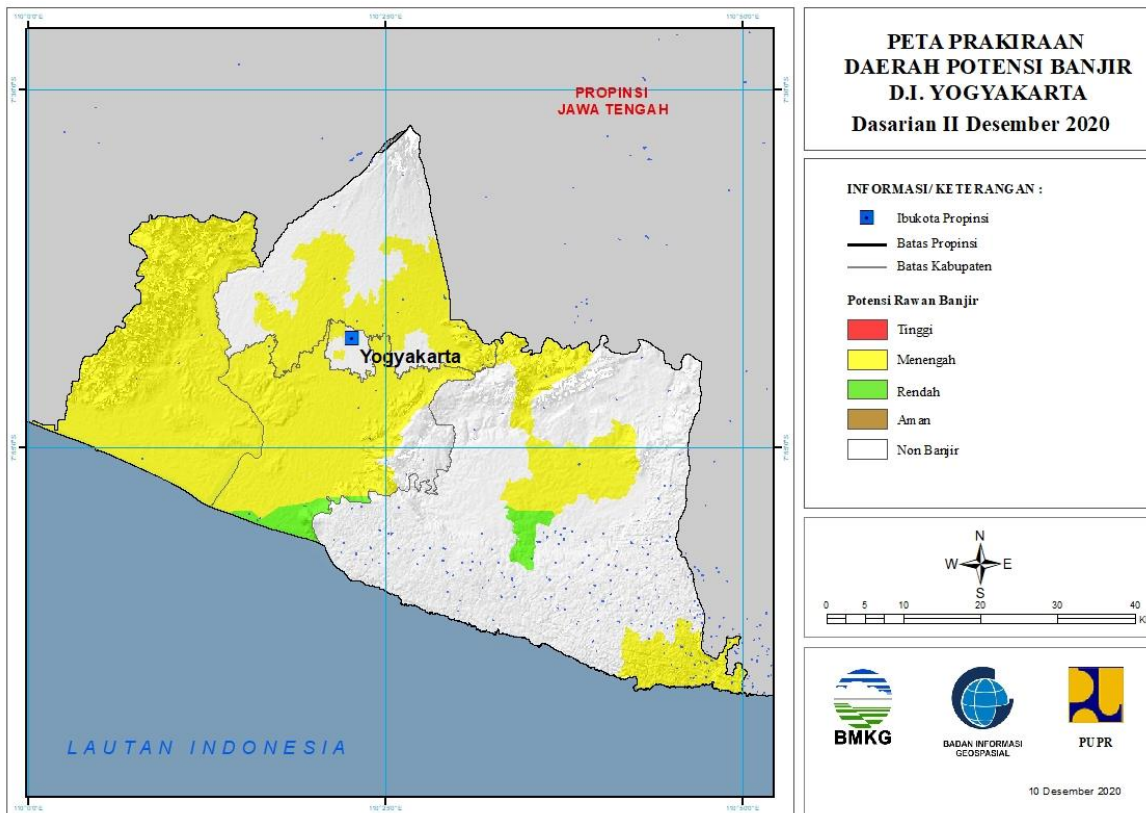 PETA PRAKIRAAN
DAERAH POTENSI BANJIR
D.I. YOGYAKARTA
Dasarian II Desember 2020
PROPINSI
JAWA TENGAH
Yogyakarta
LAUTAN INDONESIA
INFORMASI/ KETERANGAN :
Ibukota Propinsi
Batas Propinsi
Batas Kabupaten
Potensi Rawan Banjir
Tinggi
Menengah
Rendah
Aman
Non Banjir
N
W E
S
0 5 10 20 30 40
BMKG
BADAN INFORMASI
GEOSPASIAL
PUPR
10 Desember 2020